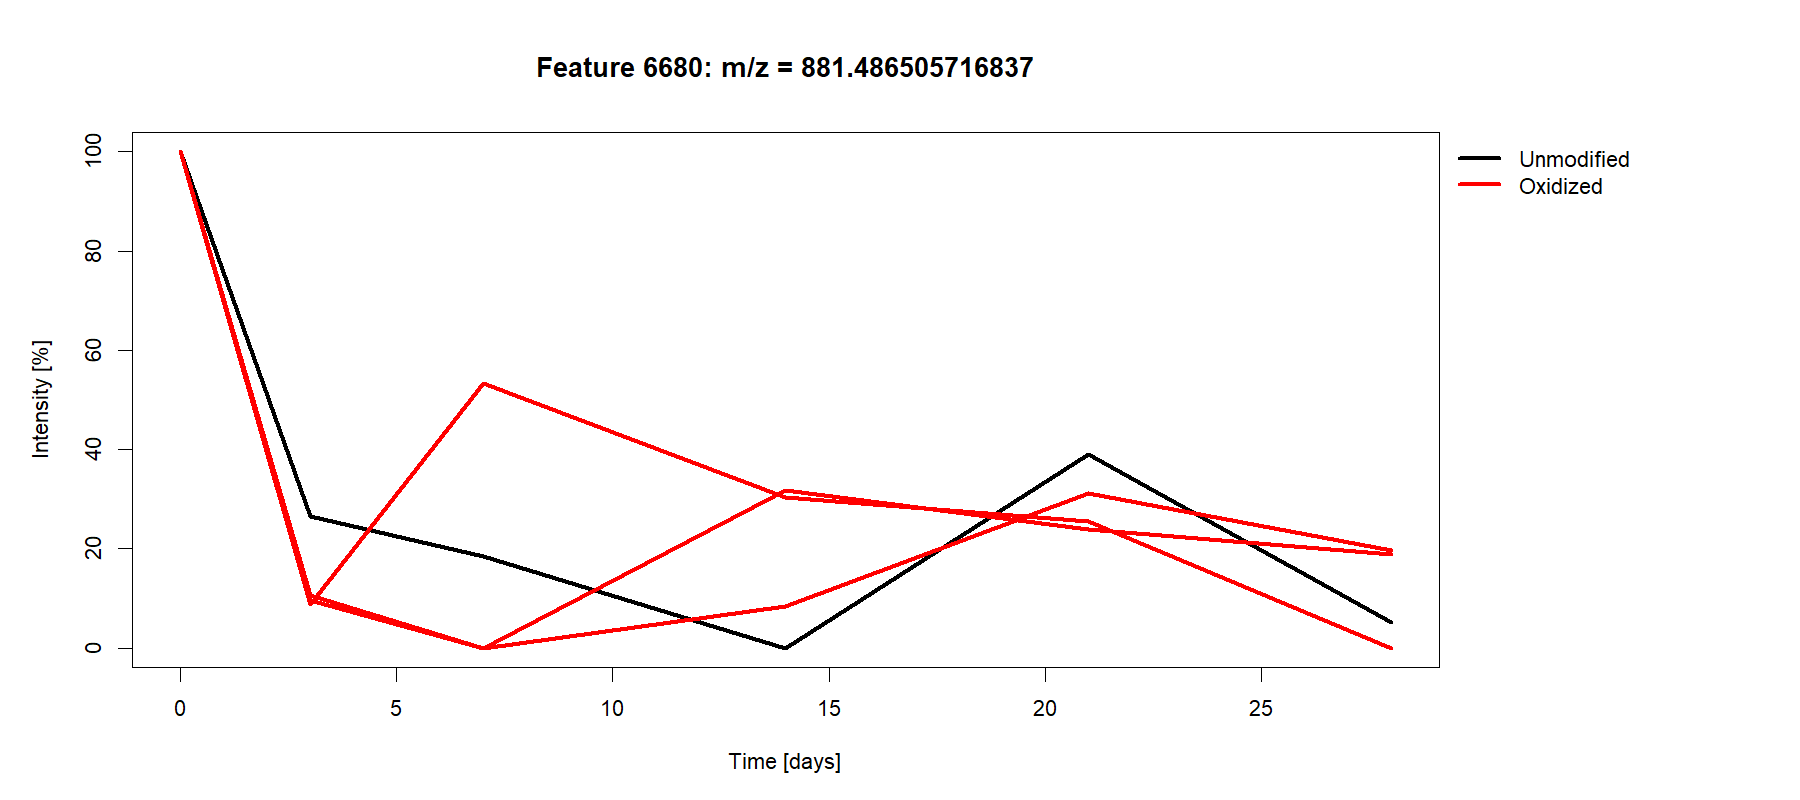 Feature 6680: m/z = 881.486505716837
Unmodified
Oxidized
100
80
60
40
20
0
Intensity [%]
0 5 10 15 20 25
Time [days]